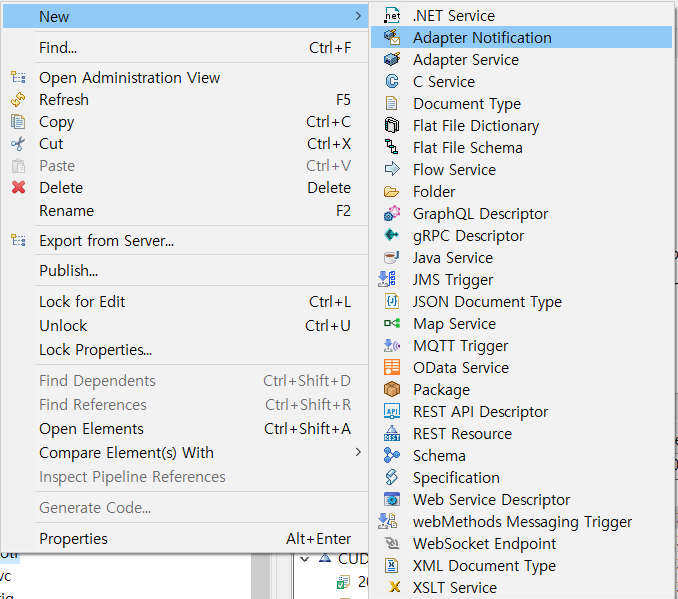 New
Find... Ctrl+F
Open Administration View
Refresh F5
Copy Ctrl+C
Cut Ctrl+X
Paste Ctrl+V
Delete Delete
Rename F2
Export from Server...
Publish...
Lock for Edit Ctrl+L
Unlock Ctrl+U
Lock Properties...
Find Dependents Ctrl+Shift+D
Find References Ctrl+Shift+R
Open Elements Ctrl+Shift+A
Compare Element(s) With
Inspect Pipeline References
Generate Code...
Properties Alt+Enter
.NET Service
Adapter Notification
Adapter Service
C Service
Document Type
Flat File Dictionary
Flat File Schema
Flow Service
Folder
GraphQL Descriptor
gRPC Descriptor
Java Service
JMS Trigger
JSON Document Type
Map Service
MQTT Trigger
OData Service
Package
REST API Descriptor
REST Resource
Schema
Specification
Web Service Descriptor
webMethods Messaging Trigger
WebSocket Endpoint
XML Document Type
XSLT Service
CUD
20